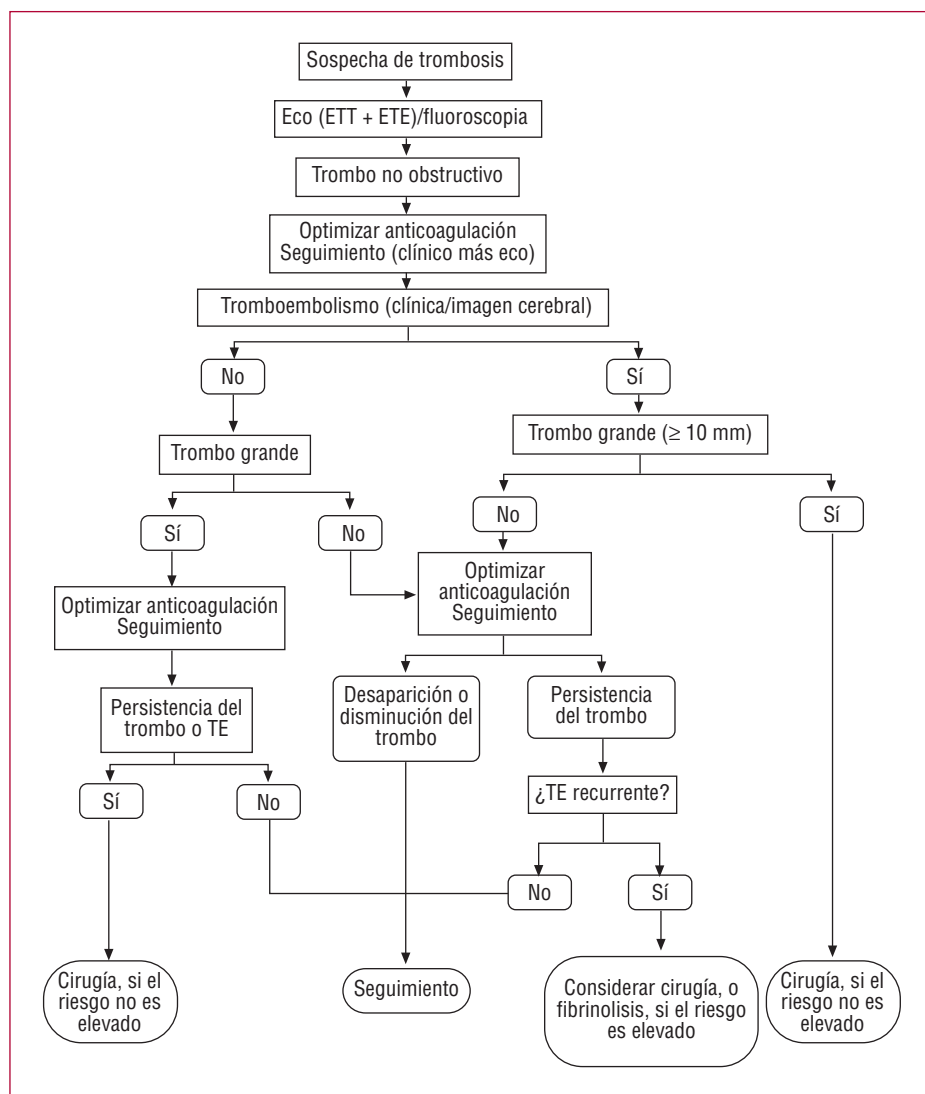 Sospecha de trombosis
Eco (ETT + ETE)/fluoroscopia
Trombo no obstructivo
Optimizar anticoagulación
Seguimiento (clínico más eco)
Tromboembolismo (clínica/imagen cerebral)
No
Sí
Trombo grande
Trombo grande (≥ 10 mm)
Sí
No
No
Sí
Optimizar anticoagulación
Seguimiento
Optimizar
anticoagulación
Seguimiento
Persistencia del
trombo o TE
Desaparición o
disminución del
trombo
Persistencia
del trombo
Sí
No
¿TE recurrente?
No
Sí
Cirugía, si el
riesgo no es
elevado
Seguimiento
Considerar cirugía, o
fibrinolisis, si el riesgo
es elevado
Cirugía, si el
riesgo no es
elevado